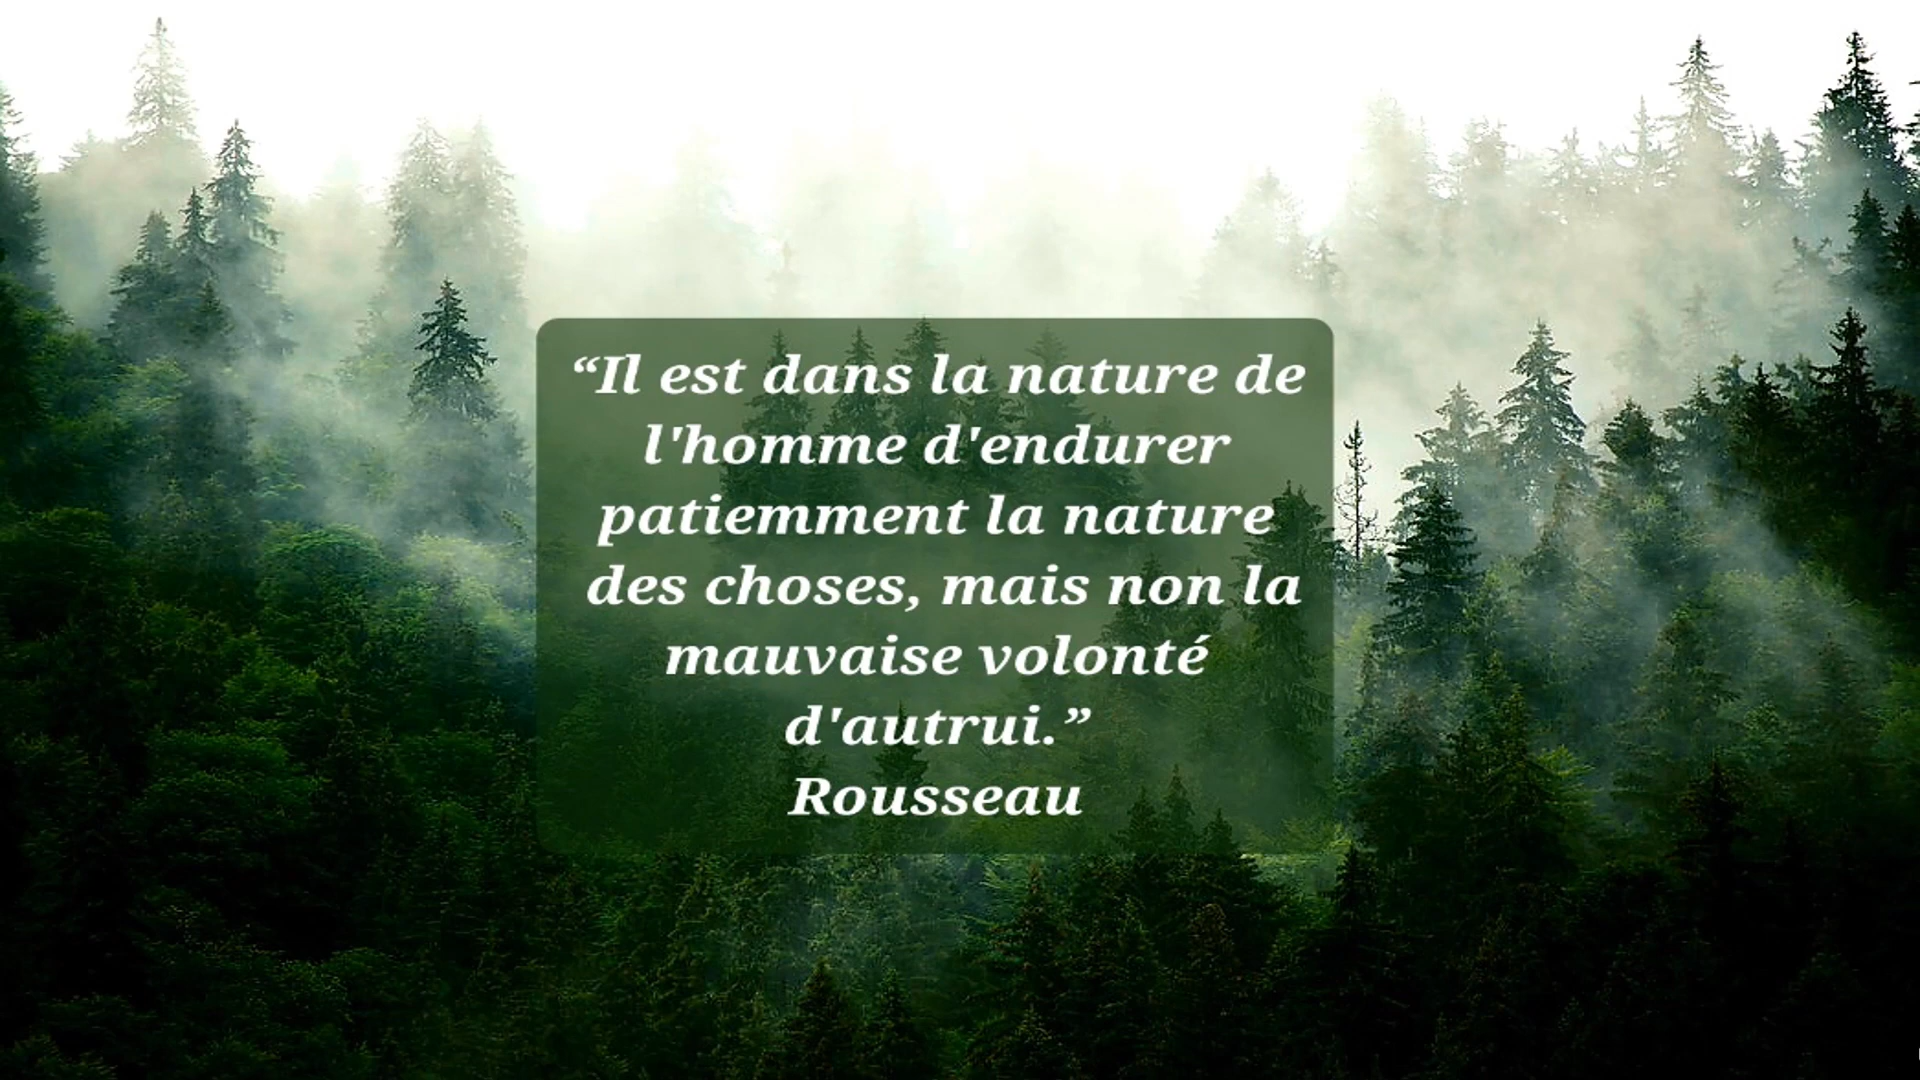 “Il est dans la nature de
l'homme d'endurer
patiemment la nature
des choses, mais non la
mauvaise volonté
d'autrui.”
Rousseau